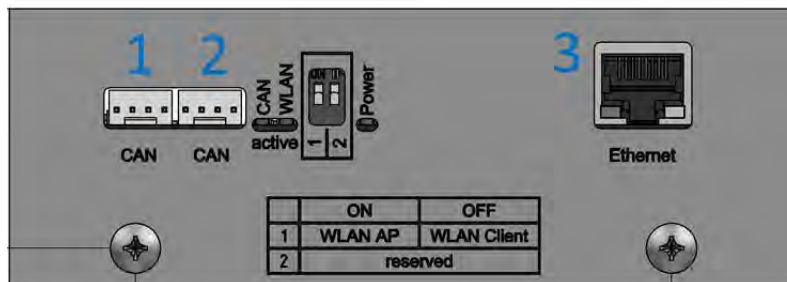 1 2 3
CAN WLAN
ON
Power
active
1 2
CAN CAN Ethernet
ON OFF
1 WLAN AP WLAN Client
2 reserved